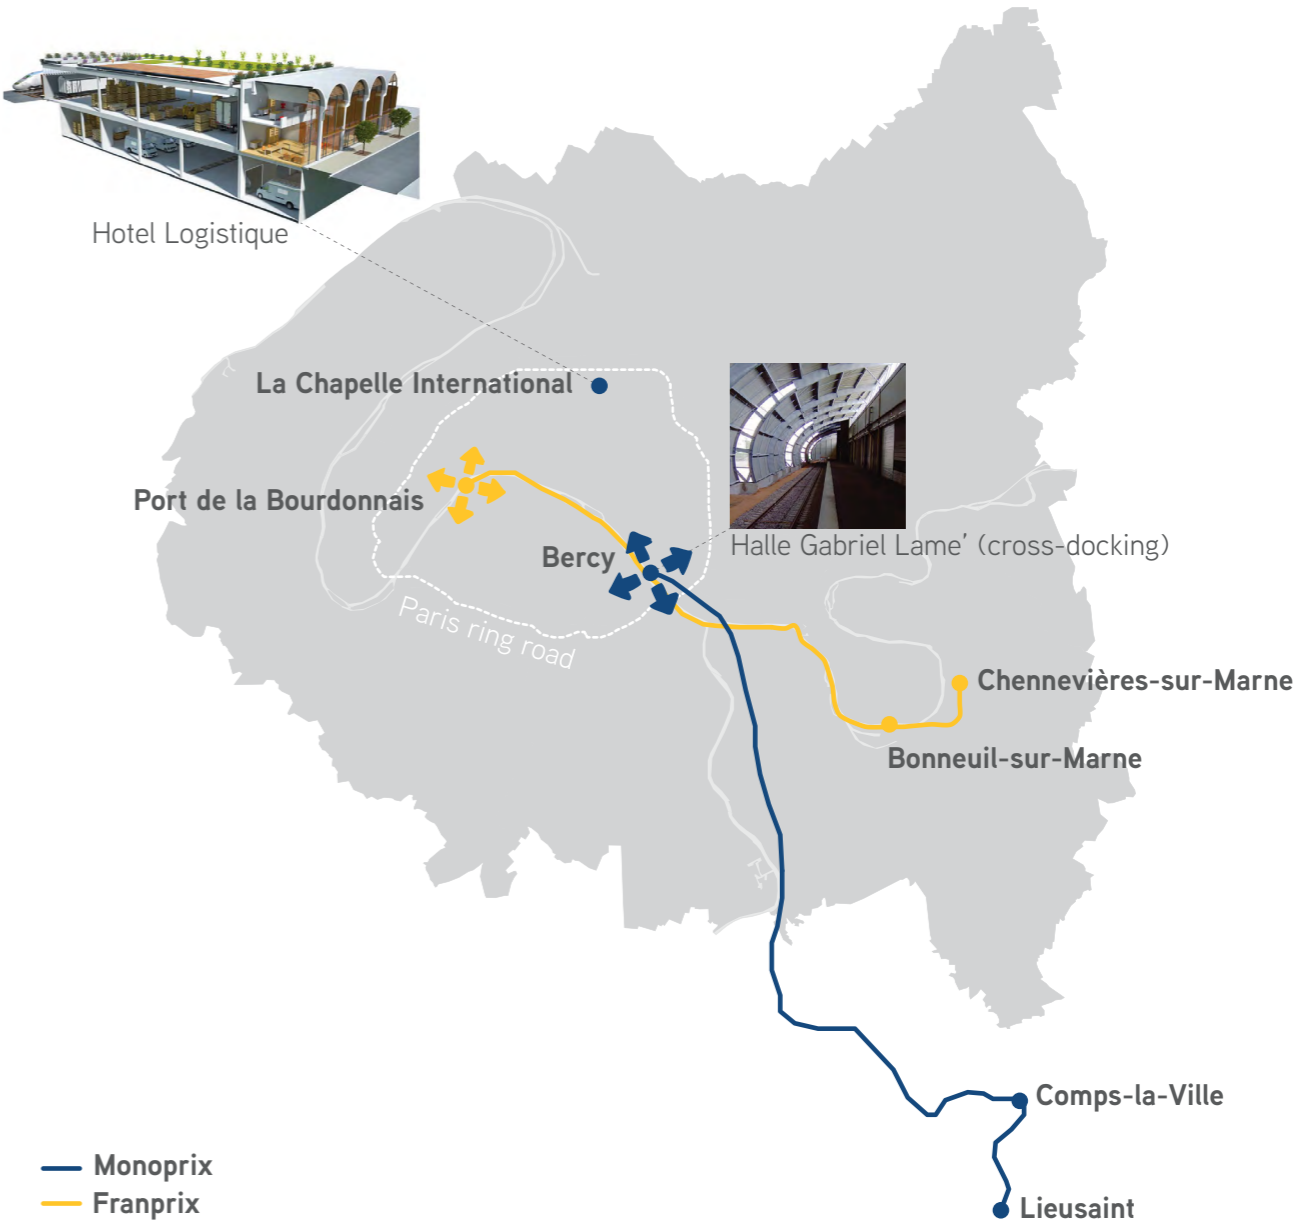 Hotel Logistique
La Chapelle International
Port de la Bourdonnais
Bercy
Halle Gabriel Lame’ (cross-docking)
Paris ring road
Chennevières-sur-Marne
Bonneuil-sur-Marne
Comps-la-Ville
Lieusaint
Monoprix
Franprix